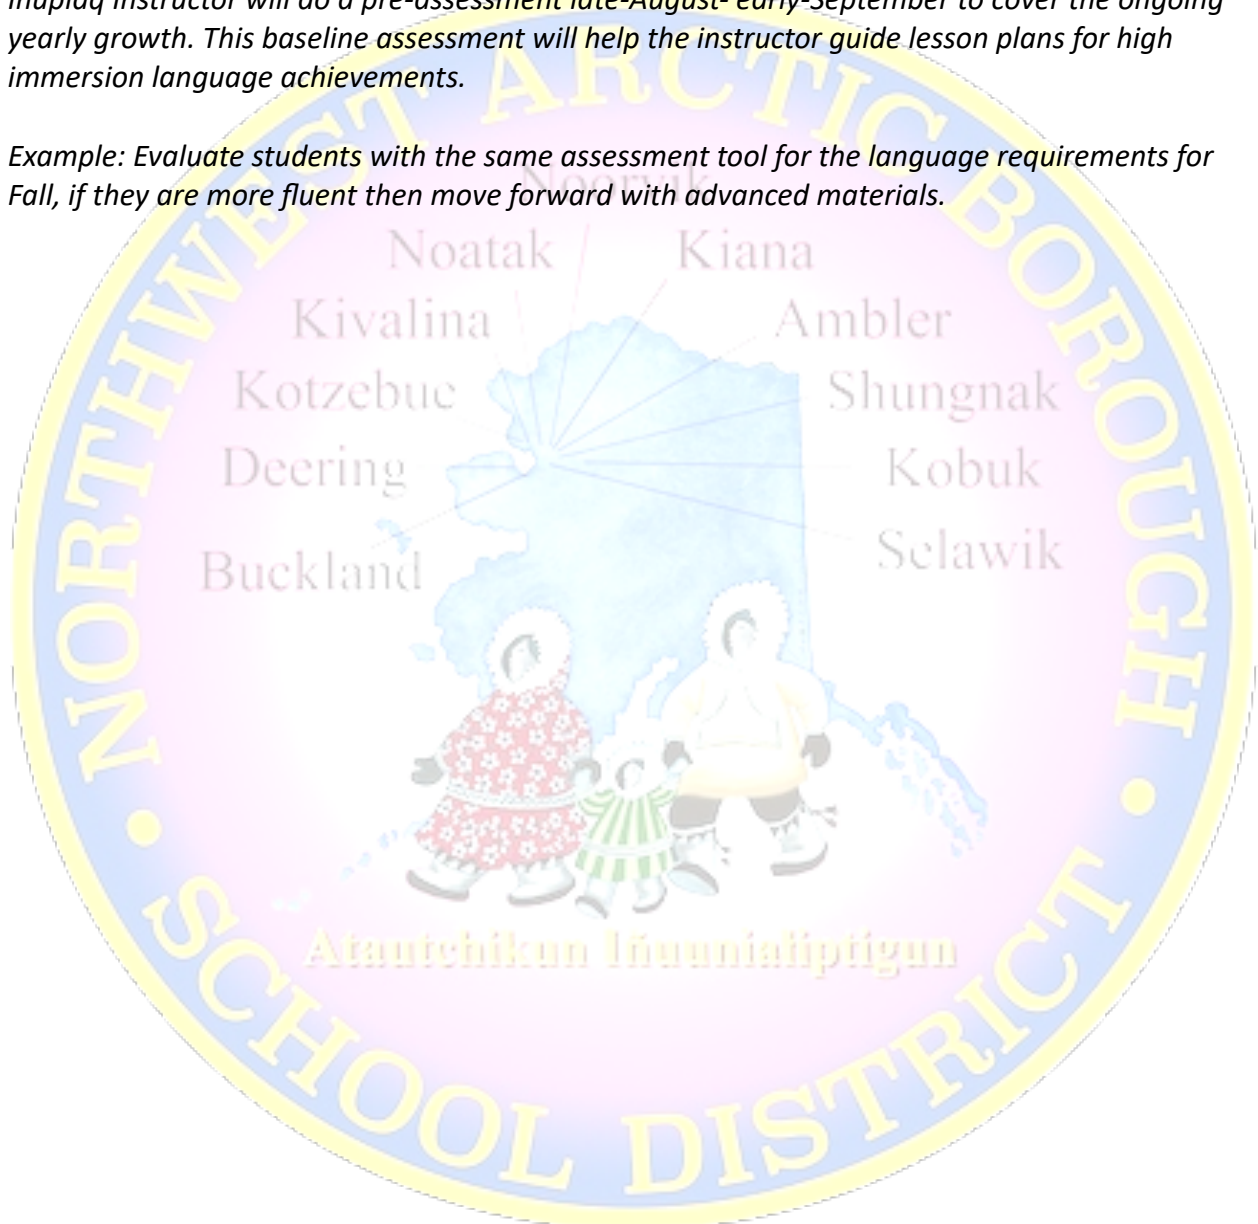 Iñupiaq Instructor will do a pre-assessment late-August- early-September to cover the ongoing
yearly growth. This baseline assessment will help the instructor guide lesson plans for high
immersion language achievements.
Example: Evaluate students with the same assessment tool for the language requirements for
Fall, if they are more fluent then move forward with advanced materials.
NORTHWEST ARCTIC BOROUGH
Noorvik
Noatak Kiana
Kivalina Ambler
Kotzebue Shungnak
Deering Kobuk
Buckland Selawik
Atautchikun Iñuunialiptigun
SCHOOL DISTRICT